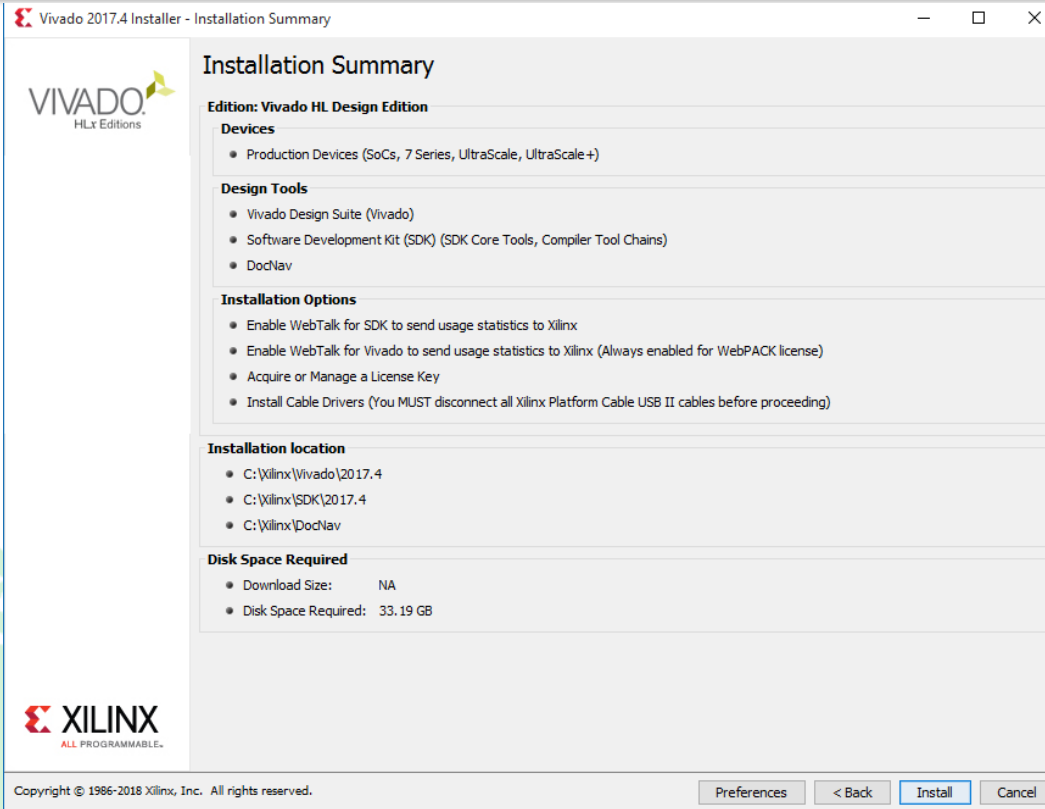 Vivado 2017.4 Installer - Installation Summary
VIVADO.
HLx Editions
Installation Summary
Edition: Vivado HL Design Edition
Devices
Production Devices (SoCs, 7 Series, UltraScale, UltraScale+)
Design Tools
Vivado Design Suite (Vivado)
Software Development Kit (SDK) (SDK Core Tools, Compiler Tool Chains)
DocNav
Installation Options
Enable WebTalk for SDK to send usage statistics to Xilinx
Enable WebTalk for Vivado to send usage statistics to Xilinx (Always enabled for WebPACK license)
Acquire or Manage a License Key
Install Cable Drivers (You MUST disconnect all Xilinx Platform Cable USB II cables before proceeding)
Installation location
C:\Xilinx\Vivado\2017.4
C:\Xilinx\SDK\2017.4
C:\Xilinx\DocNav
Disk Space Required
Download Size: NA
Disk Space Required: 33.19 GB
XILINX
ALL PROGRAMMABLE.
Copyright © 1986-2018 Xilinx, Inc. All rights reserved.
Preferences < Back Install Cancel